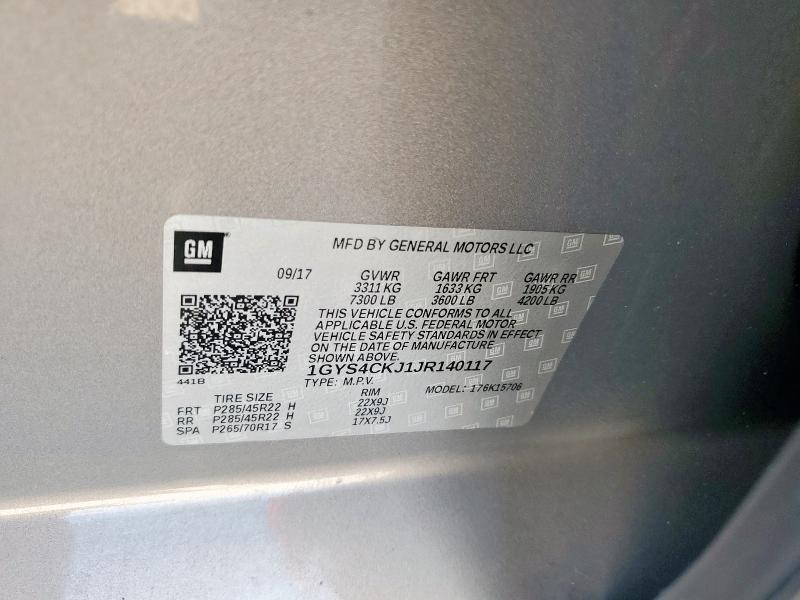 GM
MFD BY GENERAL MOTORS LLC
09/17 GVWR GAWR FRT GAWR RR
3311 KG 1633 KG 1905 KG
7300 LB 3600 LB 4200 LB
THIS VEHICLE CONFORMS TO ALL
APPLICABLE U.S. FEDERAL MOTOR
VEHICLE SAFETY STANDARDS IN EFFECT
ON THE DATE OF MANUFACTURE
SHOWN ABOVE.
1GYS4CKJ1JR140117
441B
TYPE: M.P.V. MODEL: 176K15706
TIRE SIZE RIM
FRT P285/45R22 H 22X9J
RR P285/45R22 H 22X9J
SPA P265/70R17 S 17X7.5J